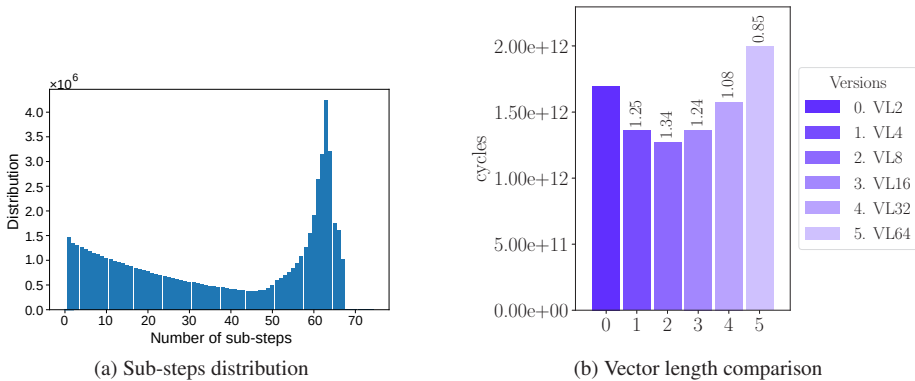 ×10⁶
4.0
3.5
3.0
2.5
2.0
1.5
1.0
0.5
0.0
Distribution
0 10 20 30 40 50 60 70
Number of sub-steps
(a) Sub-steps distribution
2.00e+12
1.50e+12
1.00e+12
5.00e+11
0.00e+00
cycles
1.25
1.34
1.24
1.08
0.85
0 1 2 3 4 5
Versions
0. VL2
1. VL4
2. VL8
3. VL16
4. VL32
5. VL64
(b) Vector length comparison